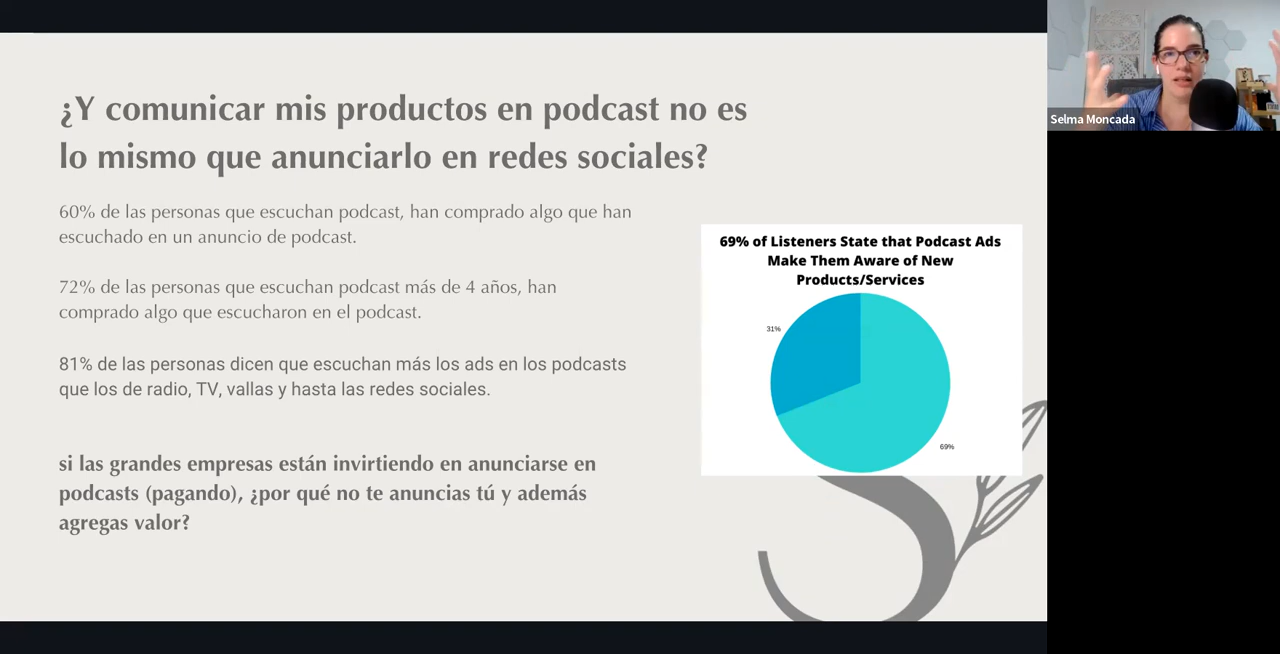 ¿Y comunicar mis productos en podcast no es
lo mismo que anunciarlo en redes sociales?
60% de las personas que escuchan podcast, han comprado algo que han
escuchado en un anuncio de podcast.
72% de las personas que escuchan podcast más de 4 años, han
comprado algo que escucharon en el podcast.
81% de las personas dicen que escuchan más los ads en los podcasts
que los de radio, TV, vallas y hasta las redes sociales.
si las grandes empresas están invirtiendo en anunciarse en
podcasts (pagando), ¿por qué no te anuncias tú y además
agregas valor?
69% of Listeners State that Podcast Ads
Make Them Aware of New
Products/Services
31%
69%
Selma Moncada